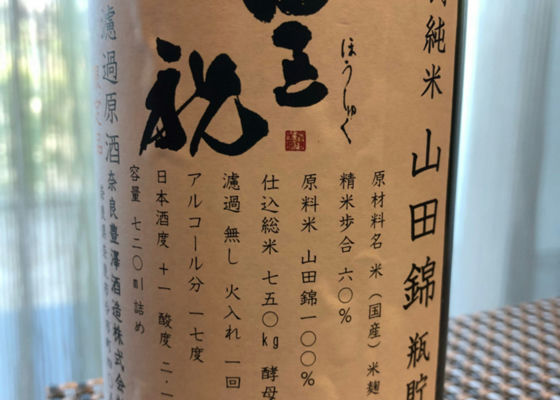 純米 山田錦 瓶貯
豊祝
ほうしゅく
原材料名 米(国産)米麹
精米歩合 六〇%
原料米 山田錦一〇〇%
仕込総米 七五〇kg 酵母
濾過 無し 火入れ 一回
アルコール分 一七度
日本酒度 十一 酸度 二.一
容量 七二〇ml詰め
濾過原酒
奈良豊澤酒造株式会